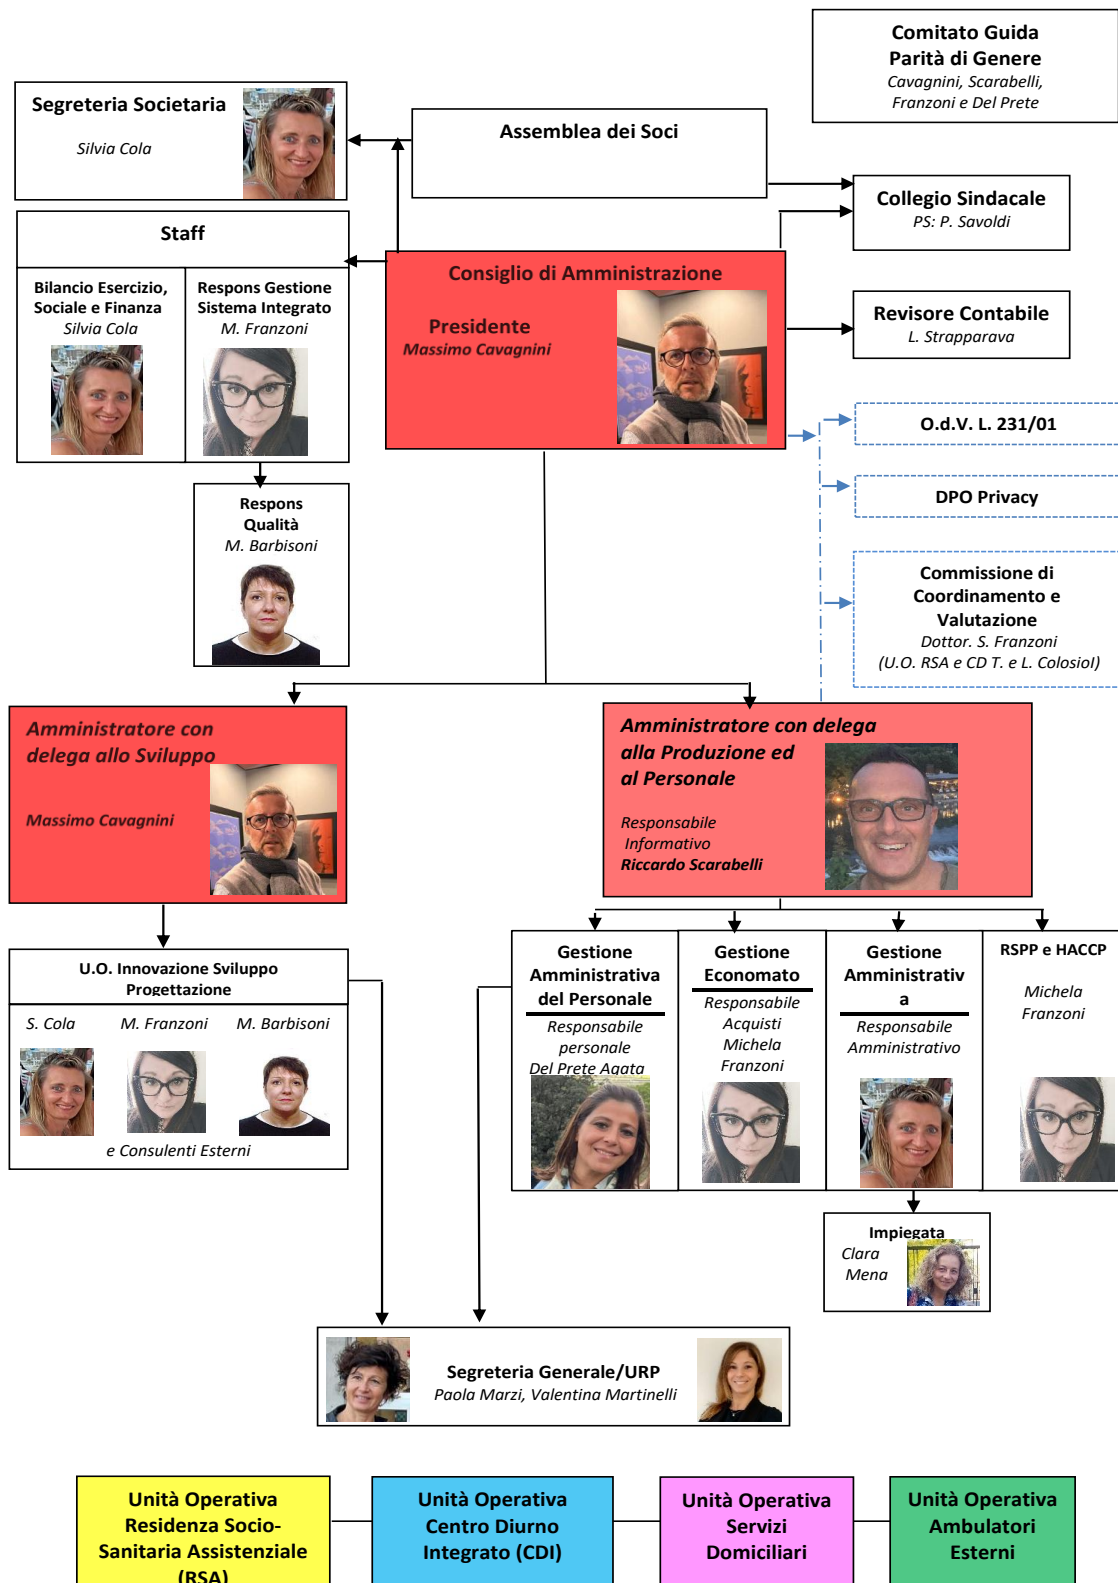 Comitato Guida
Parità di Genere
Cavagnini, Scarabelli,
Franzoni e Del Prete
Segreteria Societaria
Silvia Cola
Assemblea dei Soci
Collegio Sindacale
PS: P. Savoldi
Staff
Bilancio Esercizio,
Sociale e Finanza
Silvia Cola
Respons Gestione
Sistema Integrato
M. Franzoni
Consiglio di Amministrazione
Presidente
Massimo Cavagnini
Revisore Contabile
L. Strapparava
O.d.V. L. 231/01
DPO Privacy
Respons
Qualità
M. Barbisoni
Commissione di
Coordinamento e
Valutazione
Dottor. S. Franzoni
(U.O. RSA e CD T. e L. Colosiol)
Amministratore con
delega allo Sviluppo
Massimo Cavagnini
Amministratore con delega
alla Produzione ed
al Personale
Responsabile
Informativo
Riccardo Scarabelli
U.O. Innovazione Sviluppo
Progettazione
S. Cola
M. Franzoni
M. Barbisoni
e Consulenti Esterni
Gestione
Amministrativa
del Personale
Responsabile
personale
Del Prete Agata
Gestione
Economato
Responsabile
Acquisti
Michela
Franzoni
Gestione
Amministrativ
a
Responsabile
Amministrativo
RSPP e HACCP
Michela
Franzoni
Impiegata
Clara
Mena
Segreteria Generale/URP
Paola Marzi, Valentina Martinelli
Unità Operativa
Residenza Socio-
Sanitaria Assistenziale
(RSA)
Unità Operativa
Centro Diurno
Integrato (CDI)
Unità Operativa
Servizi
Domiciliari
Unità Operativa
Ambulatori
Esterni